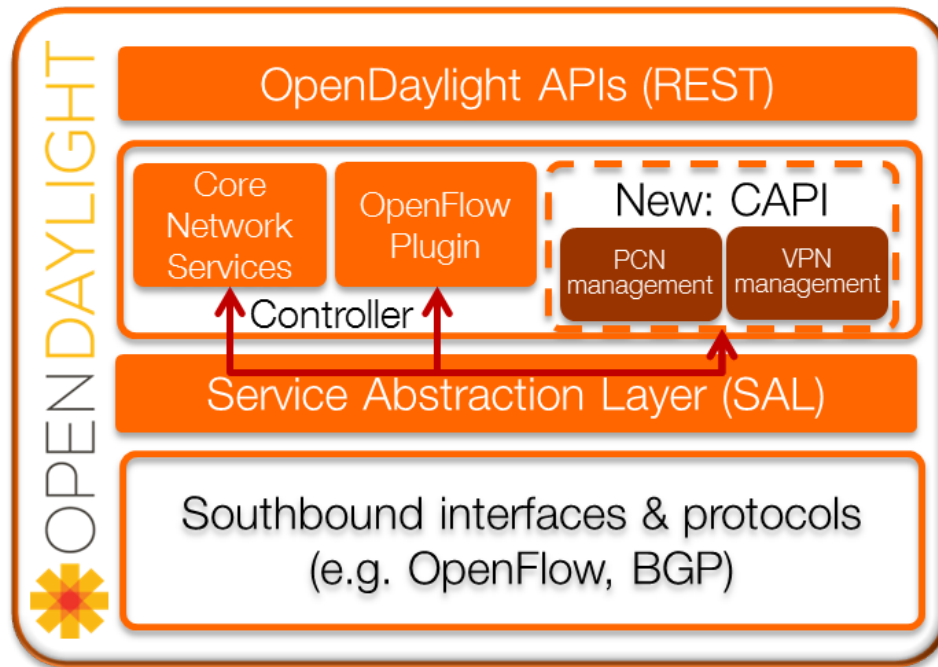 OPENDAYLIGHT
OpenDaylight APIs (REST)
Core
Network
Services
OpenFlow
Plugin
New: CAPI
PCN
management
VPN
management
Controller
Service Abstraction Layer (SAL)
Southbound interfaces & protocols
(e.g. OpenFlow, BGP)